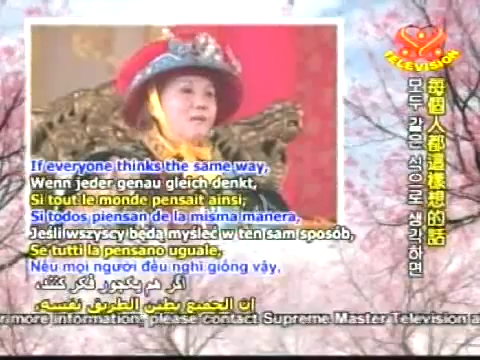 TELEVISION
每個人都這樣想的話
모두 같은 식으로 생각하면
If everyone thinks the same way,
Wenn jeder genau gleich denkt,
Si tout le monde pensait ainsi,
Si todos piensan de la misma manera,
Jeśli wszyscy będą myśleć w ten sam sposób,
Se tutti la pensano uguale,
Nếu mọi người đều nghĩ giống vậy,
اگر هم یکجور فکر کنند،
إن الجميع يظن الطريق نفسه،
more information, please contact Supreme Master Television a